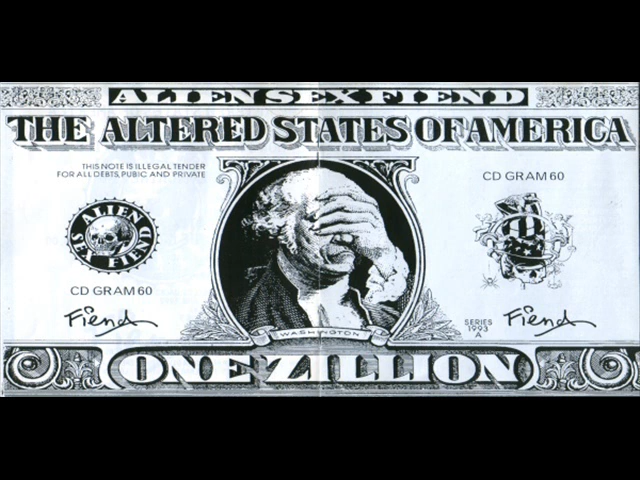 ALIEN SEX FIEND
THE ALTERED STATES OF AMERICA
THIS NOTE IS ILLEGAL TENDER
FOR ALL DEBTS, PUBIC AND PRIVATE
CD GRAM 60
ALIEN
SEX FIEND
CD GRAM 60
Fiend
WASHINGTON
SERIES
1993
A
Fiend
ONE ZILLION